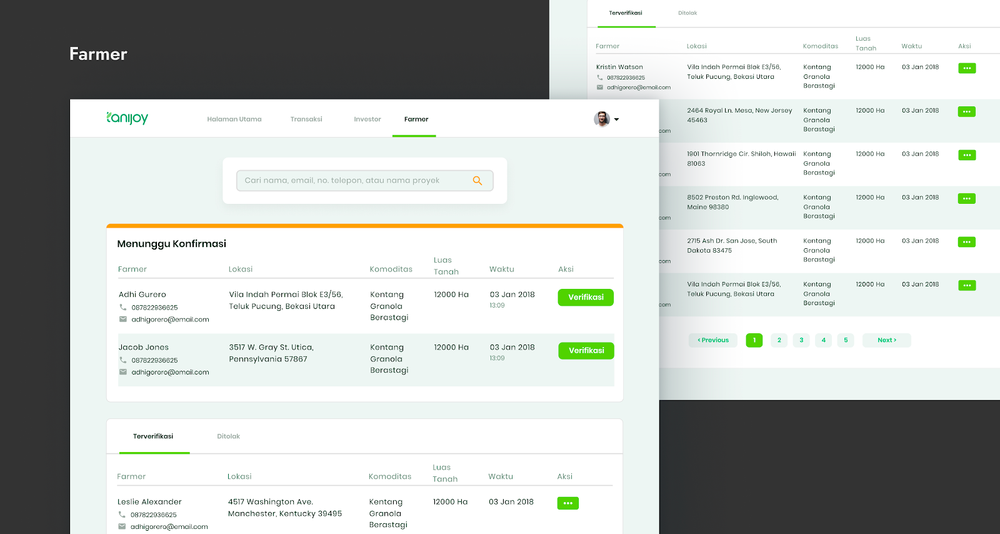 Farmer
tanijoy
Halaman Utama
Transaksi
Investor
Farmer
Cari nama, email, no. telepon, atau nama proyek
Menunggu Konfirmasi
Farmer
Lokasi
Komoditas
Luas
Tanah
Waktu
Aksi
Adhi Gurero
087822936625
adhigorero@email.com
Vila Indah Permai Blok E3/56,
Teluk Pucung, Bekasi Utara
Kentang
Granola
Berastagi
12000 Ha
03 Jan 2018
13:09
Verifikasi
Jacob Jones
087822936625
adhigorero@email.com
3517 W. Gray St. Utica,
Pennsylvania 57867
Kentang
Granola
Berastagi
12000 Ha
03 Jan 2018
13:09
Verifikasi
Terverifikasi
Ditolak
Farmer
Lokasi
Komoditas
Luas
Tanah
Waktu
Aksi
Leslie Alexander
087822936625
adhigorero@email.com
4517 Washington Ave.
Manchester, Kentucky 39495
Kentang
Granola
Berastagi
12000 Ha
03 Jan 2018
Terverifikasi
Ditolak
Farmer
Lokasi
Komoditas
Luas
Tanah
Waktu
Aksi
Kristin Watson
087822936625
adhigorero@email.com
Vila Indah Permai Blok E3/56,
Teluk Pucung, Bekasi Utara
Kentang
Granola
Berastagi
12000 Ha
03 Jan 2018
.com
2464 Royal Ln. Mesa, New Jersey
45463
Kentang
Granola
Berastagi
12000 Ha
03 Jan 2018
.com
1901 Thornridge Cir. Shiloh, Hawaii
81063
Kentang
Granola
Berastagi
12000 Ha
03 Jan 2018
.com
8502 Preston Rd. Inglewood,
Maine 98380
Kentang
Granola
Berastagi
12000 Ha
03 Jan 2018
.com
2715 Ash Dr. San Jose, South
Dakota 83475
Kentang
Granola
Berastagi
12000 Ha
03 Jan 2018
.com
Vila Indah Permai Blok E3/56,
Teluk Pucung, Bekasi Utara
Kentang
Granola
Berastagi
12000 Ha
03 Jan 2018
.com
‹ Previous
1
2
3
4
5
Next ›